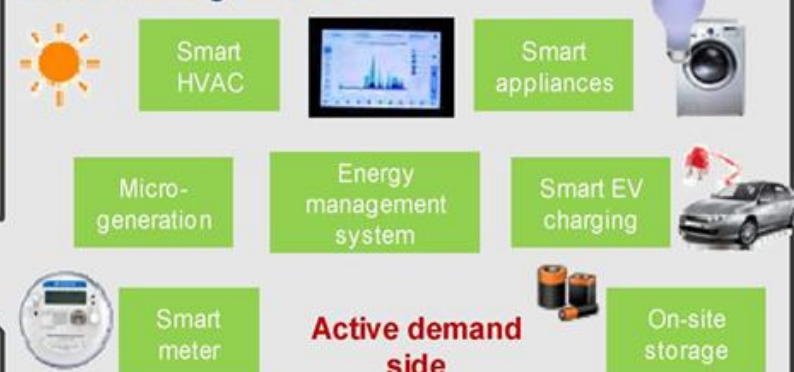 Smart
HVAC
Smart
appliances
Micro-
generation
Energy
management
system
Smart EV
charging
Smart
meter
Active demand
side
On-site
storage